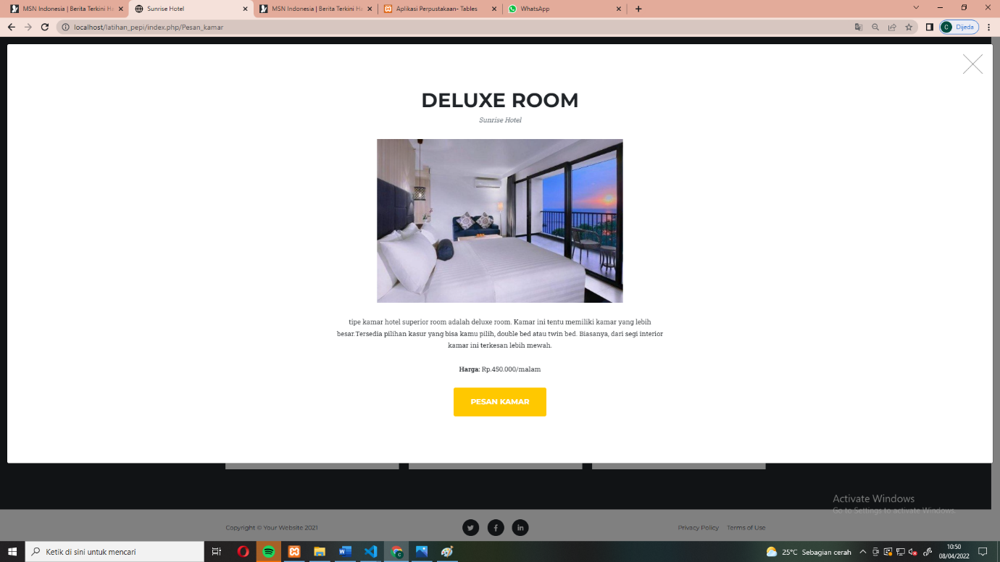 MSN Indonesia | Berita Terkini Ha
Sunrise Hotel
MSN Indonesia | Berita Terkini Ha
Aplikasi Perpustakaan- Tables
WhatsApp
localhost/latihan_pepi/index.php/Pesan_kamar
C
Dijeda
DELUXE ROOM
Sunrise Hotel
tipe kamar hotel superior room adalah deluxe room. Kamar ini tentu memiliki kamar yang lebih
besar.Tersedia pilihan kasur yang bisa kamu pilih, double bed atau twin bed. Biasanya, dari segi interior
kamar ini terkesan lebih mewah.
Harga: Rp.450.000/malam
PESAN KAMAR
Activate Windows
Go to Settings to activate Windows.
Copyright © Your Website 2021
Privacy Policy
Terms of Use
Ketik di sini untuk mencari
25°C Sebagian cerah
10:50
08/04/2022